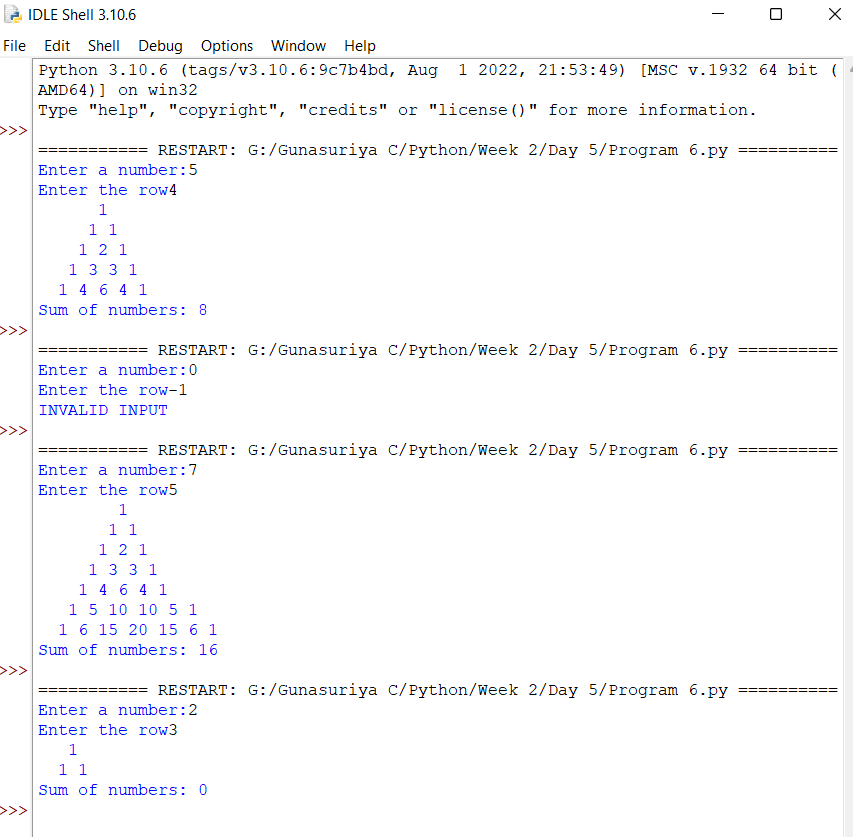 IDLE Shell 3.10.6
File Edit Shell Debug Options Window Help
Python 3.10.6 (tags/v3.10.6:9c7b4bd, Aug  1 2022, 21:53:49) [MSC v.1932 64 bit (
AMD64)] on win32
Type "help", "copyright", "credits" or "license()" for more information.
>>>
=========== RESTART: G:/Gunasuriya C/Python/Week 2/Day 5/Program 6.py ==========
Enter a number:5
Enter the row4
      1
     1 1
    1 2 1
   1 3 3 1
  1 4 6 4 1
Sum of numbers: 8
>>>
=========== RESTART: G:/Gunasuriya C/Python/Week 2/Day 5/Program 6.py ==========
Enter a number:0
Enter the row-1
INVALID INPUT
>>>
=========== RESTART: G:/Gunasuriya C/Python/Week 2/Day 5/Program 6.py ==========
Enter a number:7
Enter the row5
        1
       1 1
      1 2 1
     1 3 3 1
    1 4 6 4 1
   1 5 10 10 5 1
  1 6 15 20 15 6 1
Sum of numbers: 16
>>>
=========== RESTART: G:/Gunasuriya C/Python/Week 2/Day 5/Program 6.py ==========
Enter a number:2
Enter the row3
   1
  1 1
Sum of numbers: 0
>>>